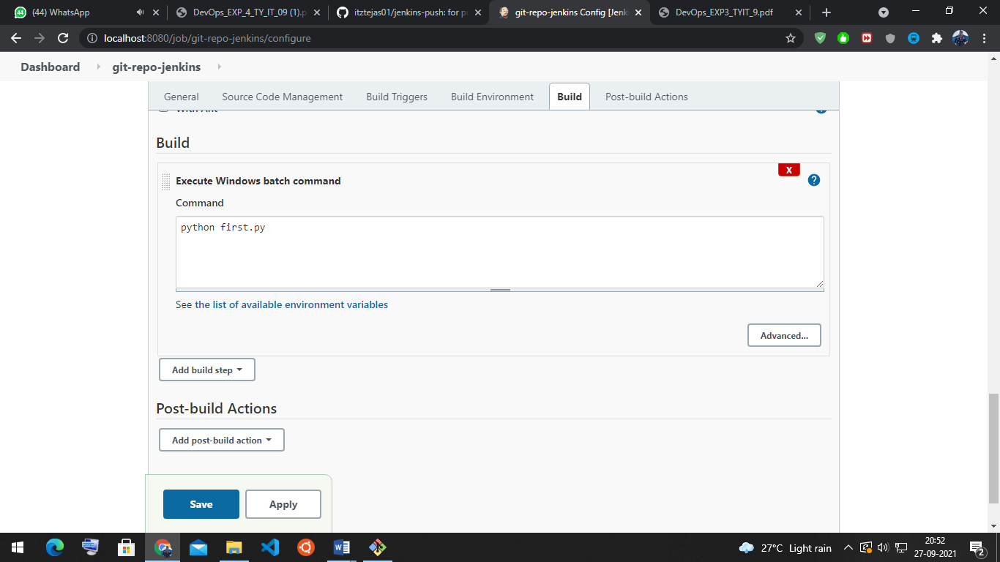 (44) WhatsApp
DevOps_EXP_4_TY_IT_09 (1).p
itztejas01/jenkins-push: for p
git-repo-jenkins Config [Jenk
DevOps_EXP3_TYIT_9.pdf
localhost:8080/job/git-repo-jenkins/configure
Dashboard
git-repo-jenkins
General
Source Code Management
Build Triggers
Build Environment
Build
Post-build Actions
With Ant
Build
X
Execute Windows batch command
?
Command
python first.py
See the list of available environment variables
Advanced...
Add build step
Post-build Actions
Add post-build action
Save
Apply
27°C Light rain
20:52
27-09-2021
2